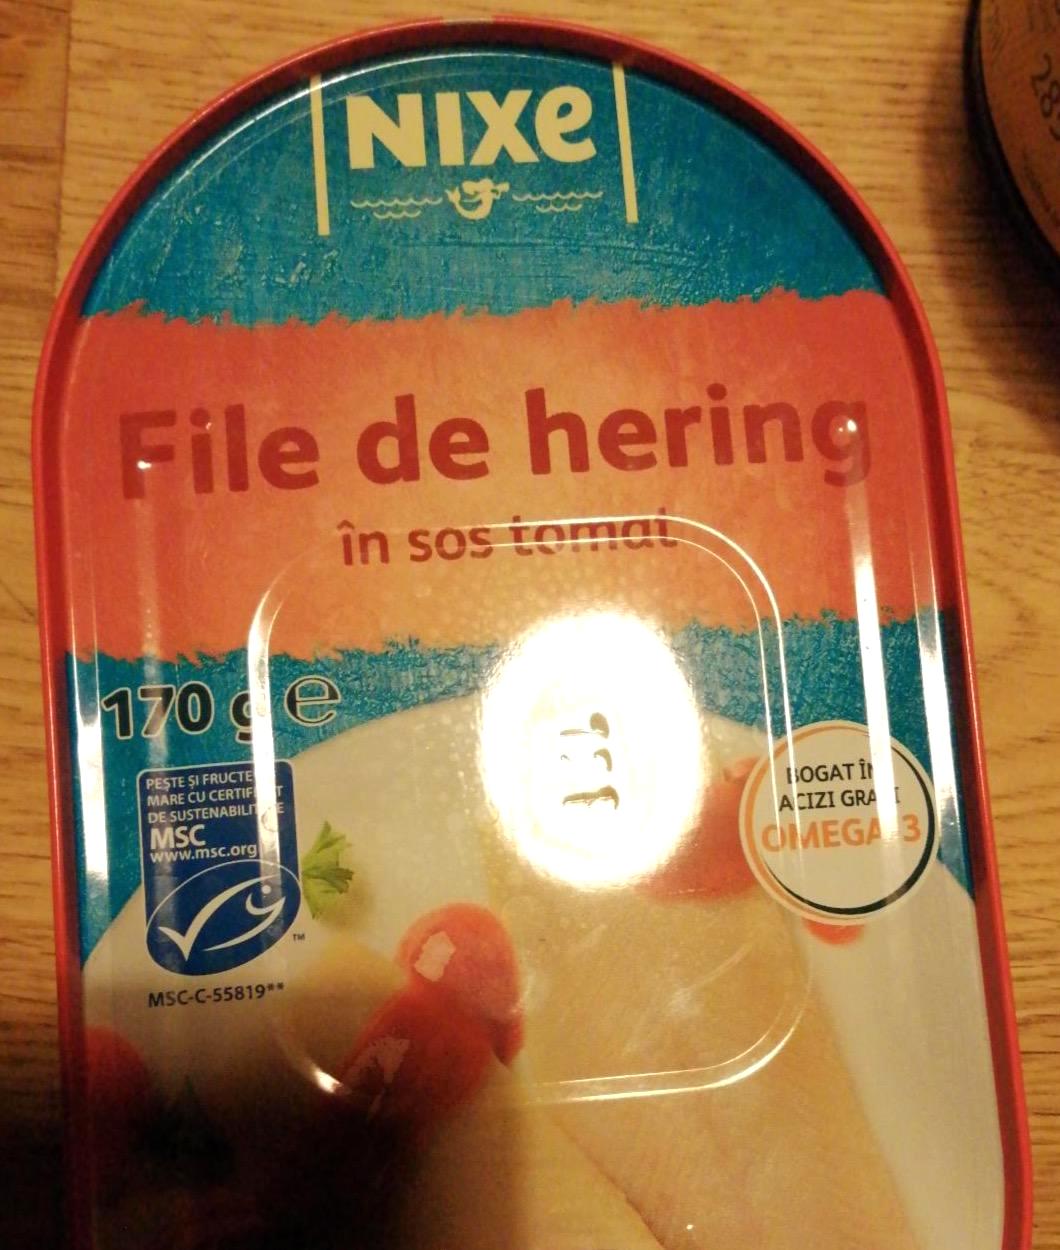 NIXE
File de hering
în sos tomat
170 g e
PEȘTE ȘI FRUCTE
MARE CU CERTIFICAT
DE SUSTENABILITATE
MSC
www.msc.org
TM
MSC-C-55819**
BOGAT ÎN
ACIZI GRAȘI
OMEGA 3